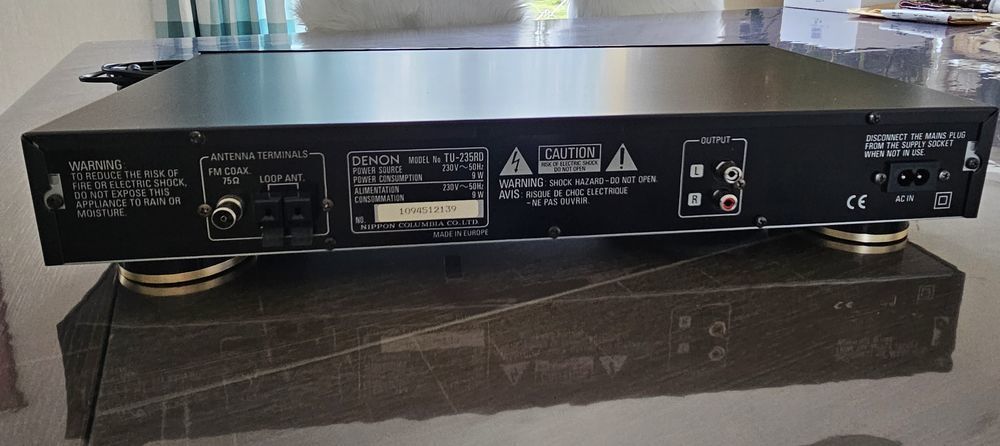 WARNING:
TO REDUCE THE RISK OF
FIRE OR ELECTRIC SHOCK,
DO NOT EXPOSE THIS
APPLIANCE TO RAIN OR
MOISTURE.
ANTENNA TERMINALS
FM COAX.
75Ω
LOOP ANT.
DENON MODEL No. TU-235RD
POWER SOURCE 230V~50Hz
POWER CONSUMPTION 9W
ALIMENTATION 230V~50Hz
CONSOMMATION 9W
NO. 1094512139
NIPPON COLUMBIA CO. LTD.
MADE IN EUROPE
CAUTION
RISK OF ELECTRIC SHOCK
DO NOT OPEN
WARNING: SHOCK HAZARD-DO NOT OPEN.
AVIS: RISQUE DE CHOC ELECTRIQUE
-NE PAS OUVRIR.
OUTPUT
L
R
DISCONNECT THE MAINS PLUG
FROM THE SUPPLY SOCKET
WHEN NOT IN USE.
CE
AC IN